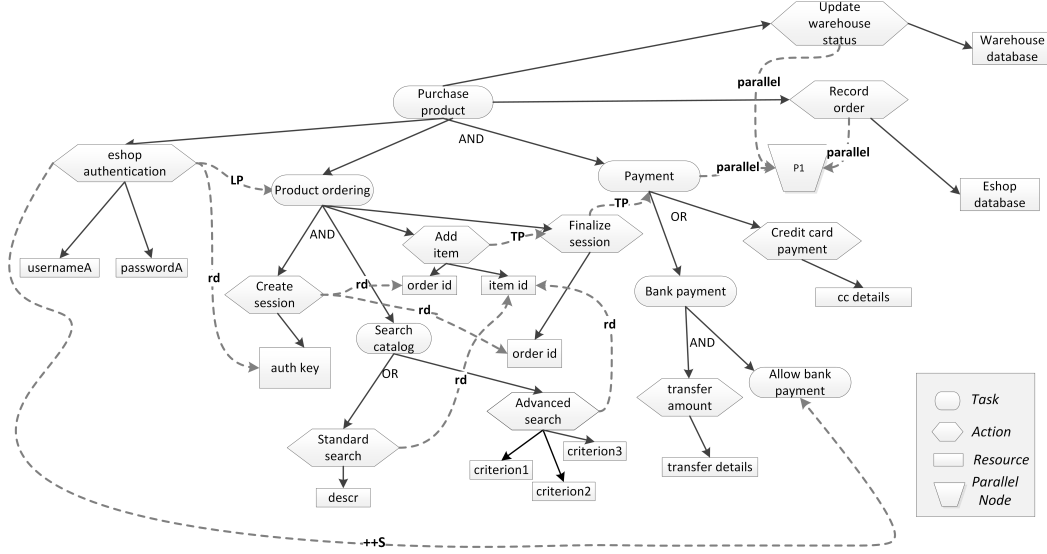 Update
warehouse
status
Warehouse
database
parallel
Purchase
product
Record
order
AND
eshop
authentication
parallel
P1
parallel
LP
Product ordering
Payment
Eshop
database
TP
OR
AND
Add
item
TP
Finalize
session
Credit card
payment
usernameA
passwordA
rd
Create
session
rd
order id
item id
Bank payment
cc details
rd
rd
Search
catalog
order id
AND
auth key
OR
rd
Allow bank
payment
transfer
amount
Advanced
search
Standard
search
criterion3
criterion1
transfer details
criterion2
descr
Task
Action
Resource
Parallel
Node
++S